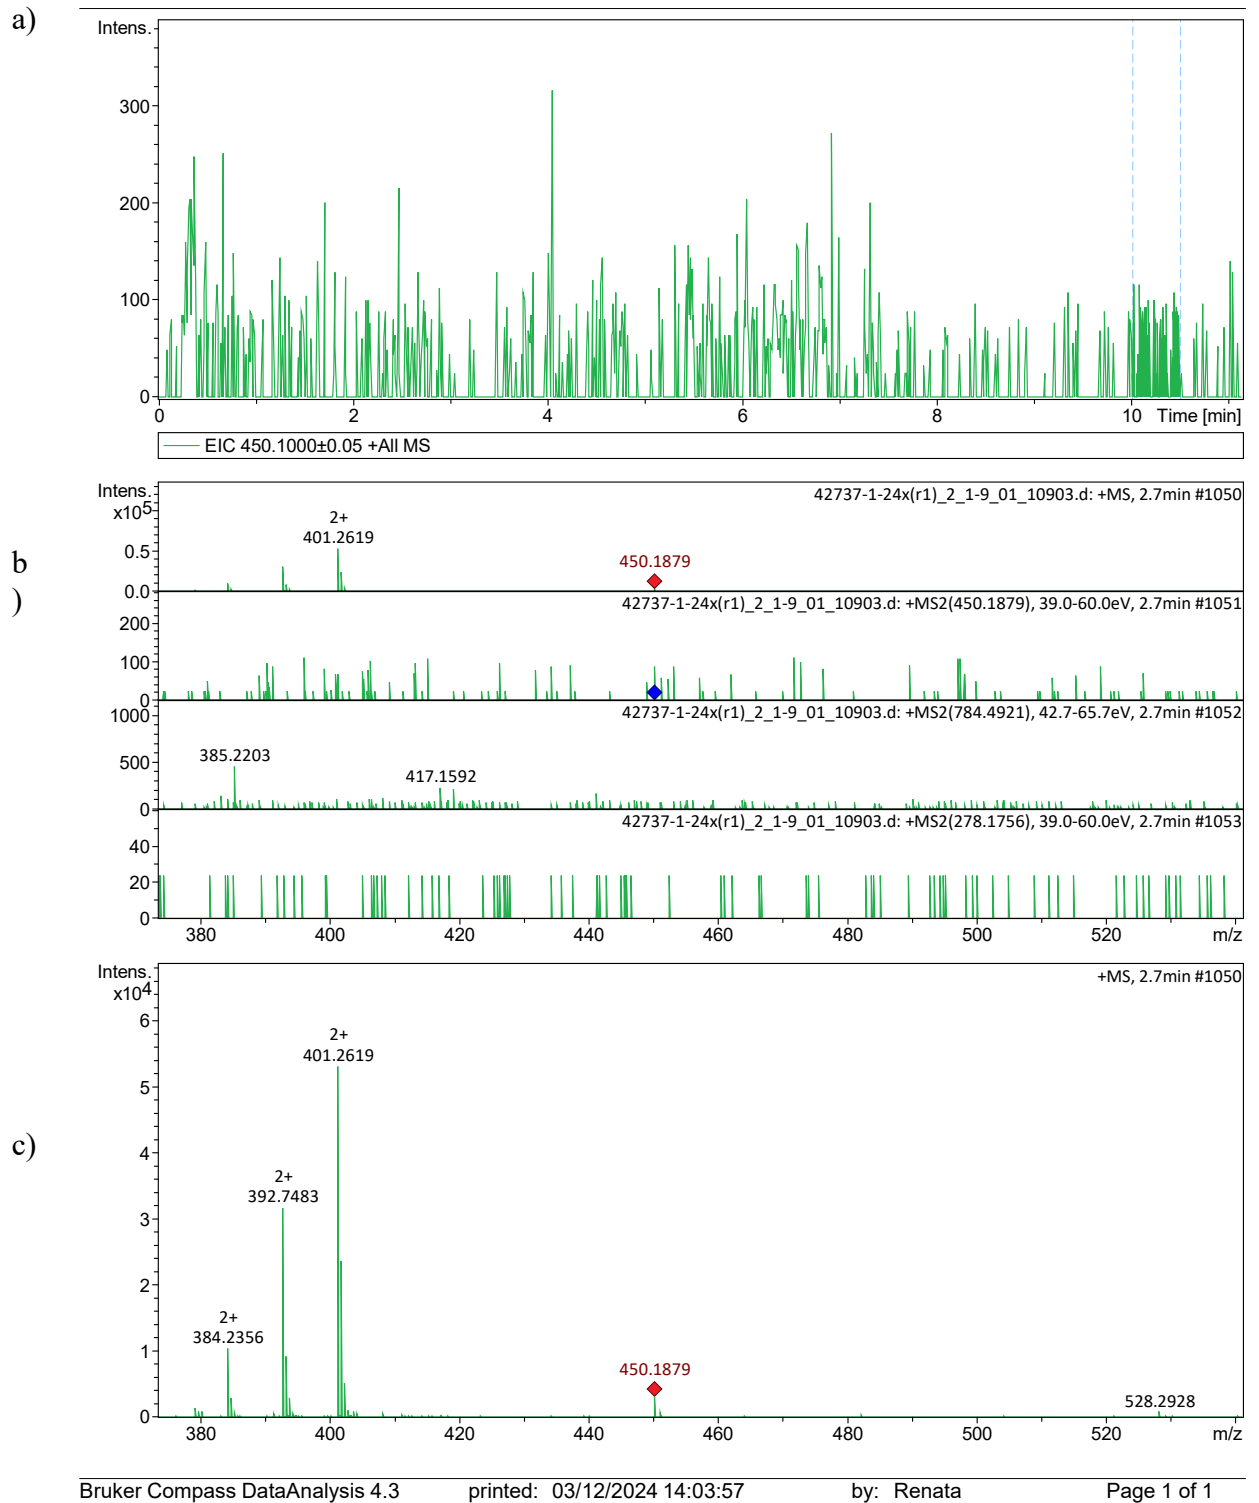 a)
Intens.
300
200
100
0
0 2 4 6 8 10 Time [min]
EIC 450.1000±0.05 +All MS
b
)
Intens.
x10⁵
0.5
0.0
42737-1-24x(r1)_2_1-9_01_10903.d: +MS, 2.7min #1050
2+
401.2619
450.1879
42737-1-24x(r1)_2_1-9_01_10903.d: +MS2(450.1879), 39.0-60.0eV, 2.7min #1051
200
100
0
42737-1-24x(r1)_2_1-9_01_10903.d: +MS2(784.4921), 42.7-65.7eV, 2.7min #1052
1000
500
0
385.2203
417.1592
42737-1-24x(r1)_2_1-9_01_10903.d: +MS2(278.1756), 39.0-60.0eV, 2.7min #1053
40
20
0
380 400 420 440 460 480 500 520 m/z
c)
Intens.
x10⁴
+MS, 2.7min #1050
6
5
4
3
2
1
0
2+
401.2619
2+
392.7483
2+
384.2356
450.1879
528.2928
380 400 420 440 460 480 500 520 m/z
Bruker Compass DataAnalysis 4.3 printed: 03/12/2024 14:03:57 by: Renata Page 1 of 1